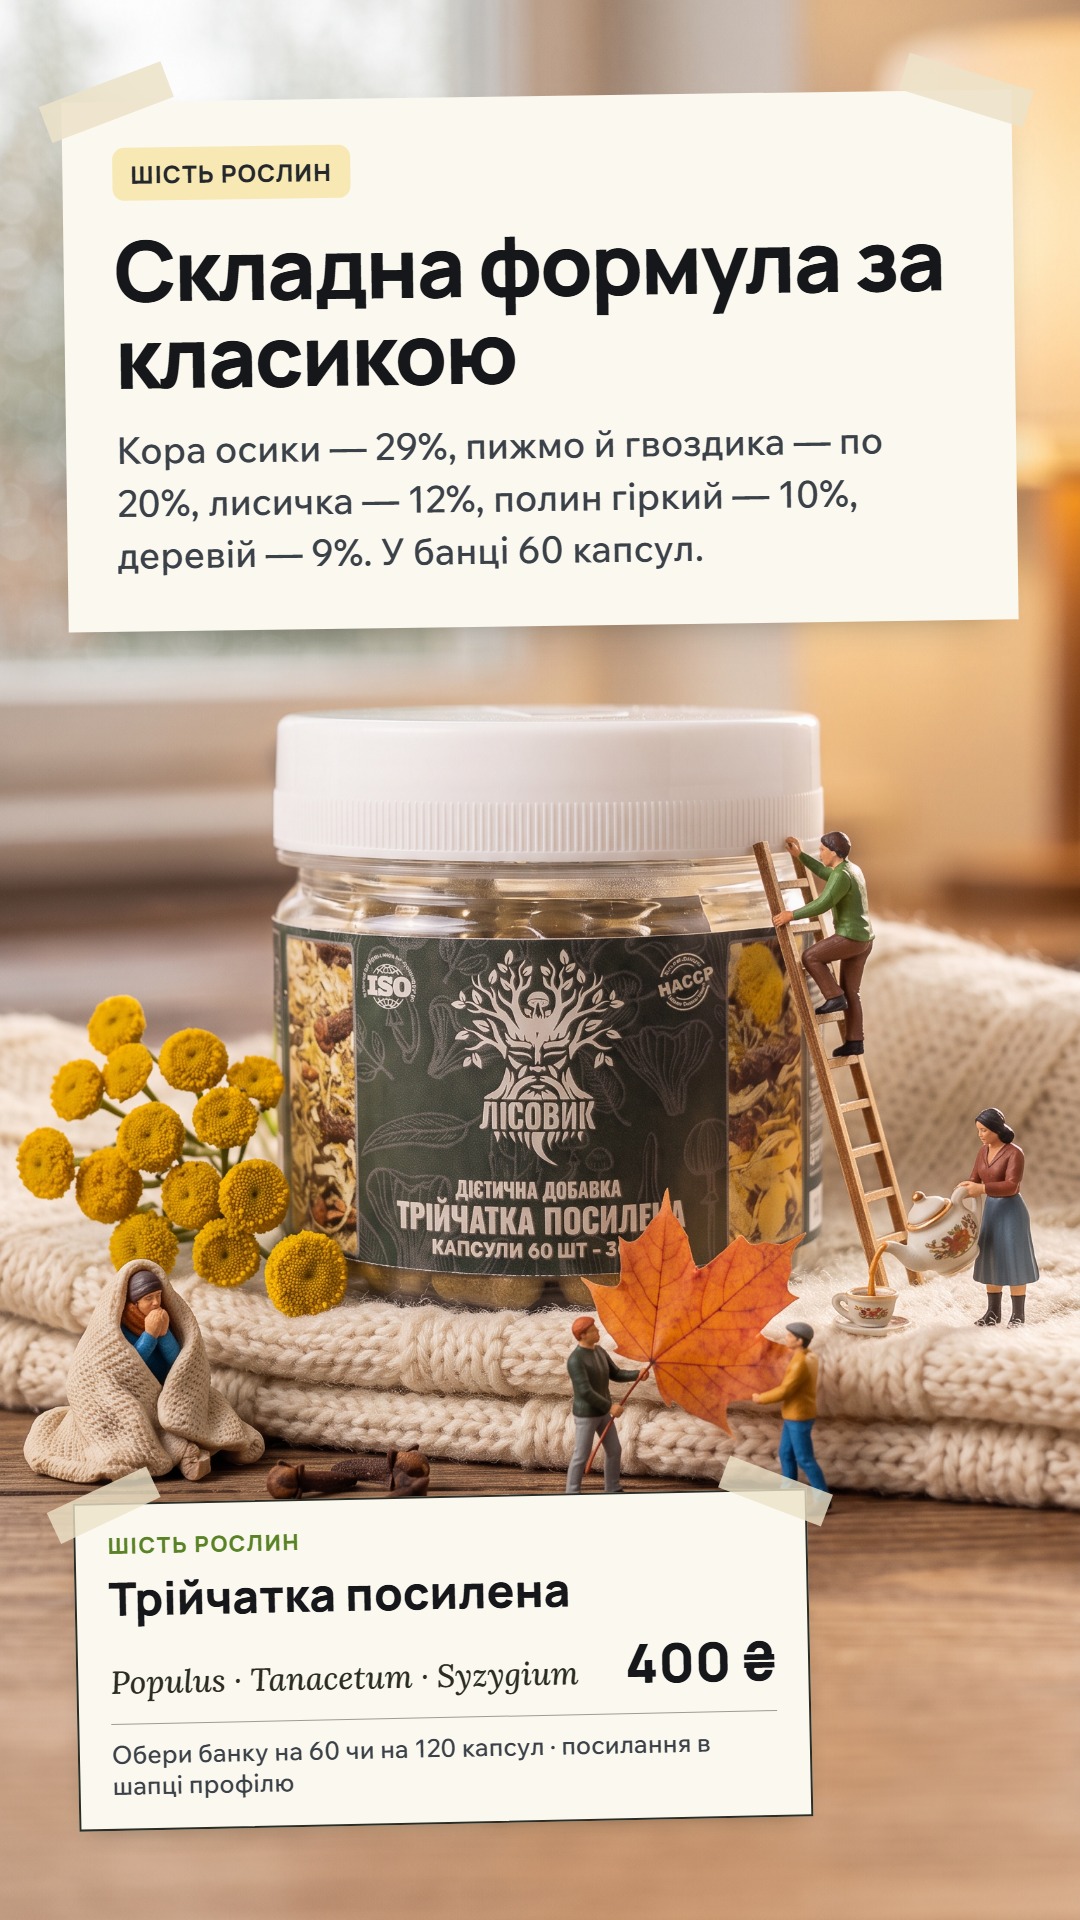 ШІСТЬ РОСЛИН
Складна формула за
класикою
Кора осики — 29%, пижмо й гвоздика — по
20%, лисичка — 12%, полин гіркий — 10%,
деревій — 9%. У банці 60 капсул.
ISO
HACCP
ЛІСОВИК
ДІЄТИЧНА ДОБАВКА
ТРІЙЧАТКА ПОСИЛЕНА
КАПСУЛИ 60 ШТ -
ШІСТЬ РОСЛИН
Трійчатка посилена
Populus · Tanacetum · Syzygium
400 ₴
Обери банку на 60 чи на 120 капсул · посилання в
шапці профілю